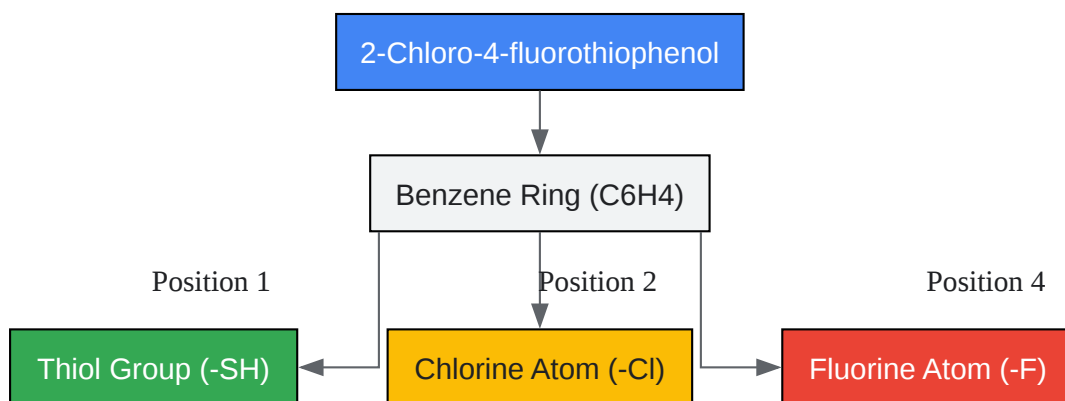 2-Chloro-4-fluorothiophenol
Benzene Ring (C6H4)
Position 1
Position 2
Position 4
Thiol Group (-SH)
Chlorine Atom (-Cl)
Fluorine Atom (-F)